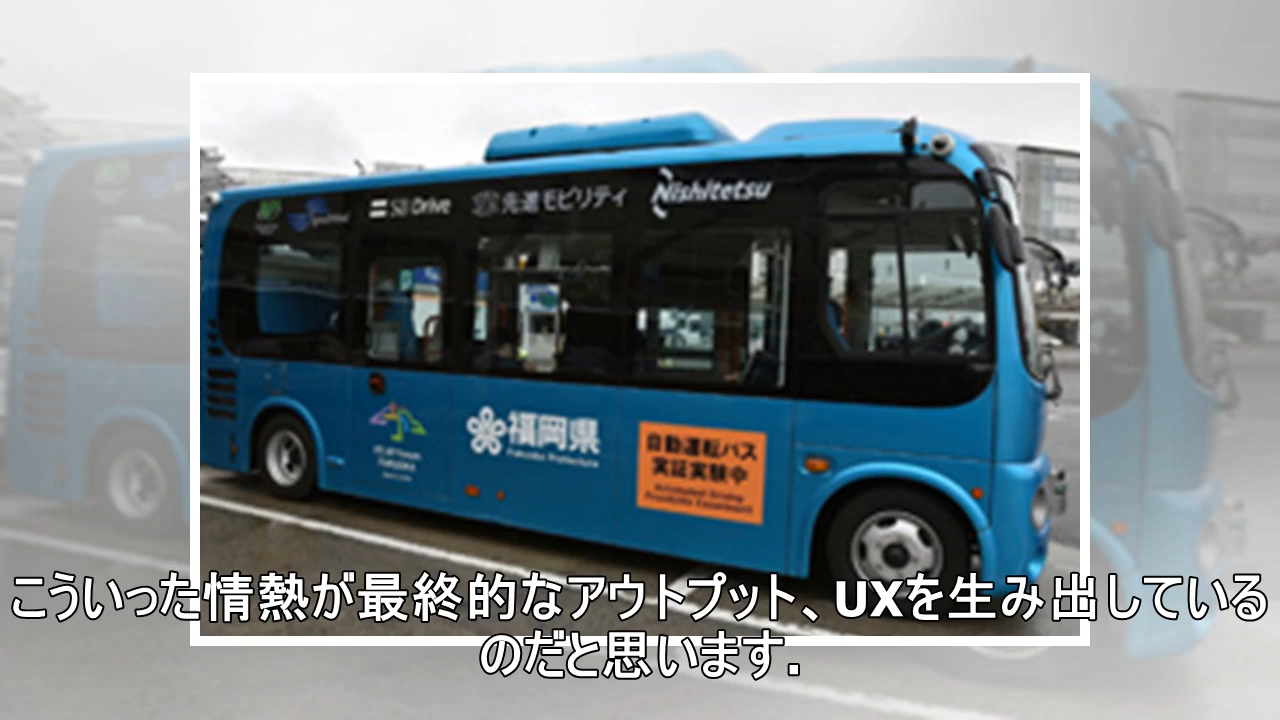 SB Drive
先進モビリティ
Nishitetsu
福岡県
Fukuoka Prefecture
自動運転バス
実証実験中
こういった情熱が最終的なアウトプット、UXを生み出している
のだと思います.